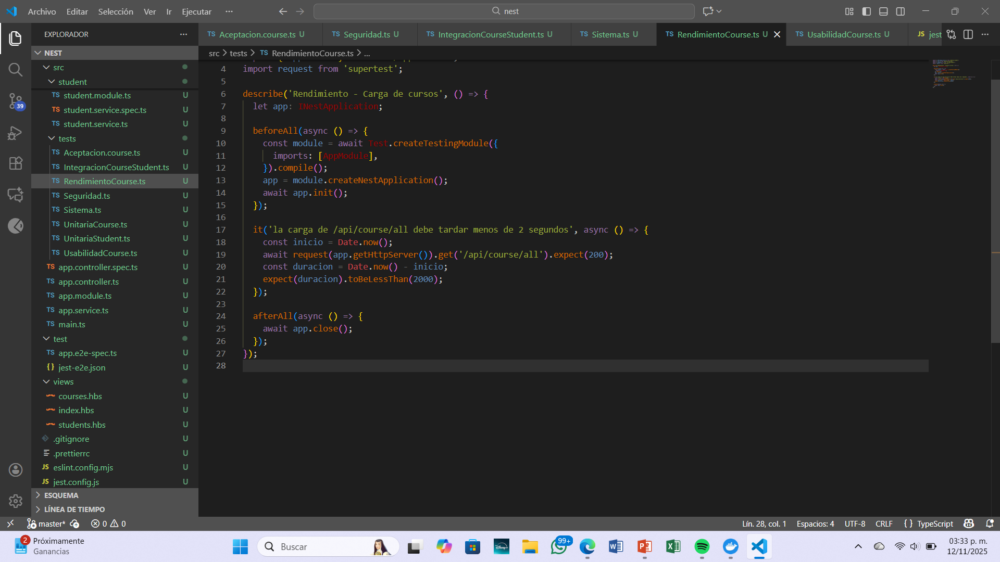 Archivo Editar Selección Ver Ir Ejecutar ···
nest
EXPLORADOR ···
Aceptacion.course.ts U
Seguridad.ts U
IntegracionCourseStudent.ts U
Sistema.ts U
RendimientoCourse.ts U
UsabilidadCourse.ts U
JS jest
NEST
src > tests > TS RendimientoCourse.ts > ...
src
student
TS student.module.ts U
TS student.service.spec.ts U
TS student.service.ts U
tests
TS Aceptacion.course.ts U
TS IntegracionCourseStudent.ts U
TS RendimientoCourse.ts U
TS Seguridad.ts U
TS Sistema.ts U
TS UnitariaCourse.ts U
TS UnitariaStudent.ts U
TS UsabilidadCourse.ts U
TS app.controller.spec.ts U
TS app.controller.ts U
TS app.module.ts U
TS app.service.ts U
TS main.ts U
test
TS app.e2e-spec.ts U
{} jest-e2e.json U
views
courses.hbs U
index.hbs U
students.hbs U
.gitignore U
.prettierrc U
JS eslint.config.mjs U
JS jest.config.js U
ESQUEMA
LÍNEA DE TIEMPO
39
4 import request from 'supertest';
5
6 describe('Rendimiento - Carga de cursos', () => {
7 let app: INestApplication;
8
9 beforeAll(async () => {
10 const module = await Test.createTestingModule({
11 imports: [AppModule],
12 }).compile();
13 app = module.createNestApplication();
14 await app.init();
15 });
16
17 it('la carga de /api/course/all debe tardar menos de 2 segundos', async () => {
18 const inicio = Date.now();
19 await request(app.getHttpServer()).get('/api/course/all').expect(200);
20 const duracion = Date.now() - inicio;
21 expect(duracion).toBeLessThan(2000);
22 });
23
24 afterAll(async () => {
25 await app.close();
26 });
27 });
28
master* 0 0
Lín. 28, col. 1 Espacios: 4 UTF-8 CRLF {} TypeScript
2 Próximamente
Ganancias
Buscar
99+
03:33 p. m.
12/11/2025